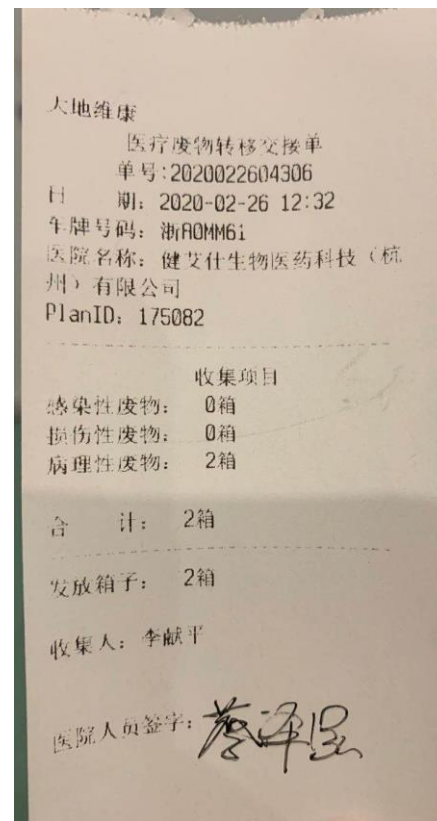 大地维康
医疗废物转移交接单
单号:2020022604306
日 期: 2020-02-26 12:32
车牌号码: 浙A0MM61
医院名称: 健艾仕生物医药科技（杭
州）有限公司
PlanID: 175082
收集项目
感染性废物: 0箱
损伤性废物: 0箱
病理性废物: 2箱
合 计: 2箱
发放箱子: 2箱
收集人: 李献平
医院人员签字: